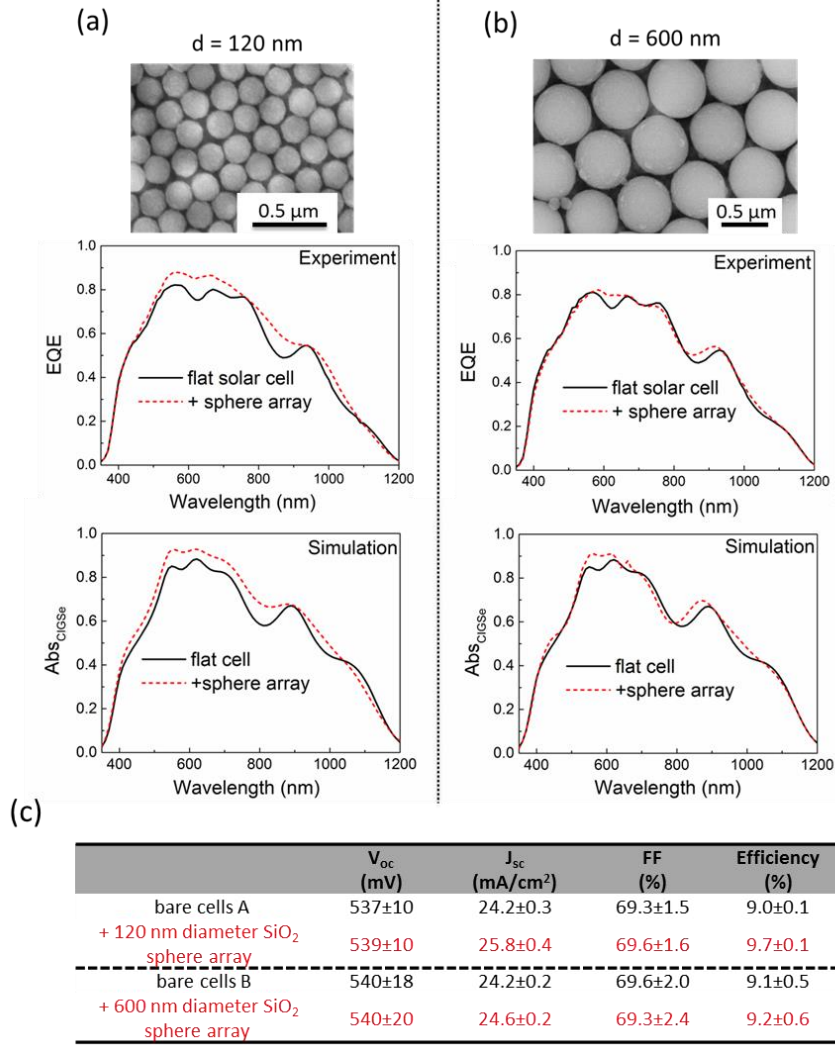 (a)
d = 120 nm
0.5 μm
1.0
0.8
0.6
0.4
0.2
0.0
EQE
Experiment
flat solar cell
+ sphere array
400 600 800 1000 1200
Wavelength (nm)
1.0
0.8
0.6
0.4
0.2
0.0
AbsCIGSe
Simulation
flat cell
+sphere array
400 600 800 1000 1200
Wavelength (nm)
(b)
d = 600 nm
0.5 μm
1.0
0.8
0.6
0.4
0.2
0.0
EQE
Experiment
flat solar cell
+ sphere array
400 600 800 1000 1200
Wavelength (nm)
1.0
0.8
0.6
0.4
0.2
0.0
AbsCIGSe
Simulation
flat cell
+sphere array
400 600 800 1000 1200
Wavelength (nm)
(c)
Voc Jsc FF Efficiency
(mV) (mA/cm²) (%) (%)
bare cells A 537±10 24.2±0.3 69.3±1.5 9.0±0.1
+ 120 nm diameter SiO₂
sphere array 539±10 25.8±0.4 69.6±1.6 9.7±0.1
bare cells B 540±18 24.2±0.2 69.6±2.0 9.1±0.5
+ 600 nm diameter SiO₂
sphere array 540±20 24.6±0.2 69.3±2.4 9.2±0.6